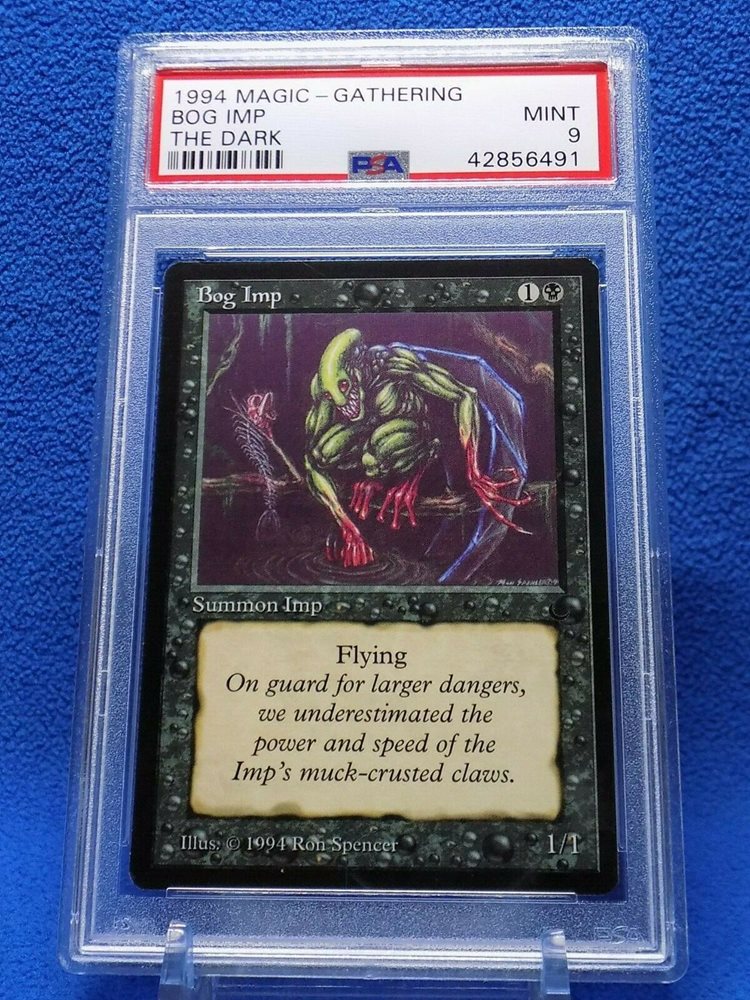 1994 MAGIC – GATHERING
BOG IMP MINT
THE DARK 9
PSA 42856491
Bog Imp 1
Summon Imp
Flying
On guard for larger dangers,
we underestimated the
power and speed of the
Imp's muck-crusted claws.
Illus. © 1994 Ron Spencer 1/1
PSA